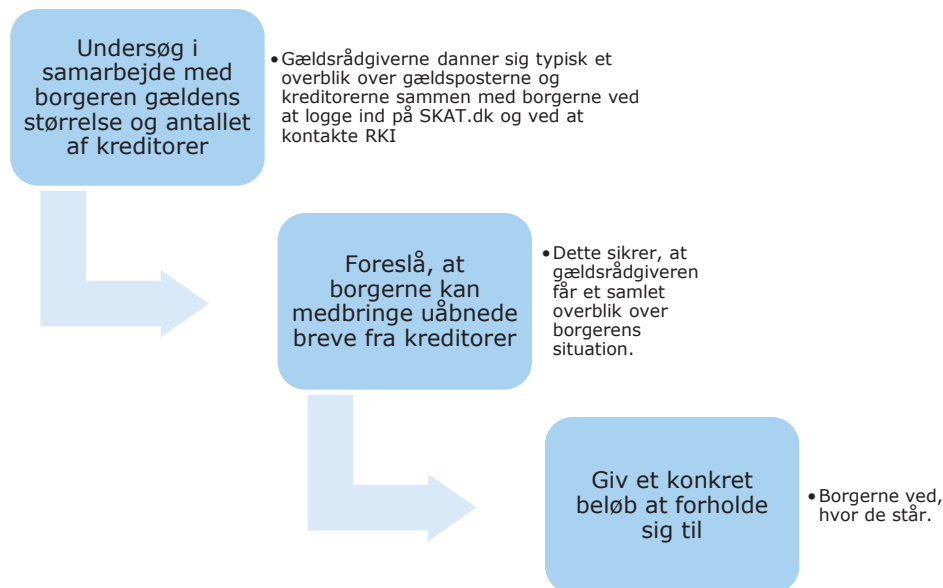 Undersøg i
samarbejde med
borgeren gældens
størrelse og antallet
af kreditorer
•Gældsrådgiverne danner sig typisk et
overblik over gældsposterne og
kreditorerne sammen med borgerne ved
at logge ind på SKAT.dk og ved at
kontakte RKI
Foreslå, at
borgerne kan
medbringe uåbnede
breve fra kreditorer
•Dette sikrer, at
gældsrådgiveren
får et samlet
overblik over
borgerens
situation.
Giv et konkret
beløb at forholde
sig til
•Borgerne ved,
hvor de står.